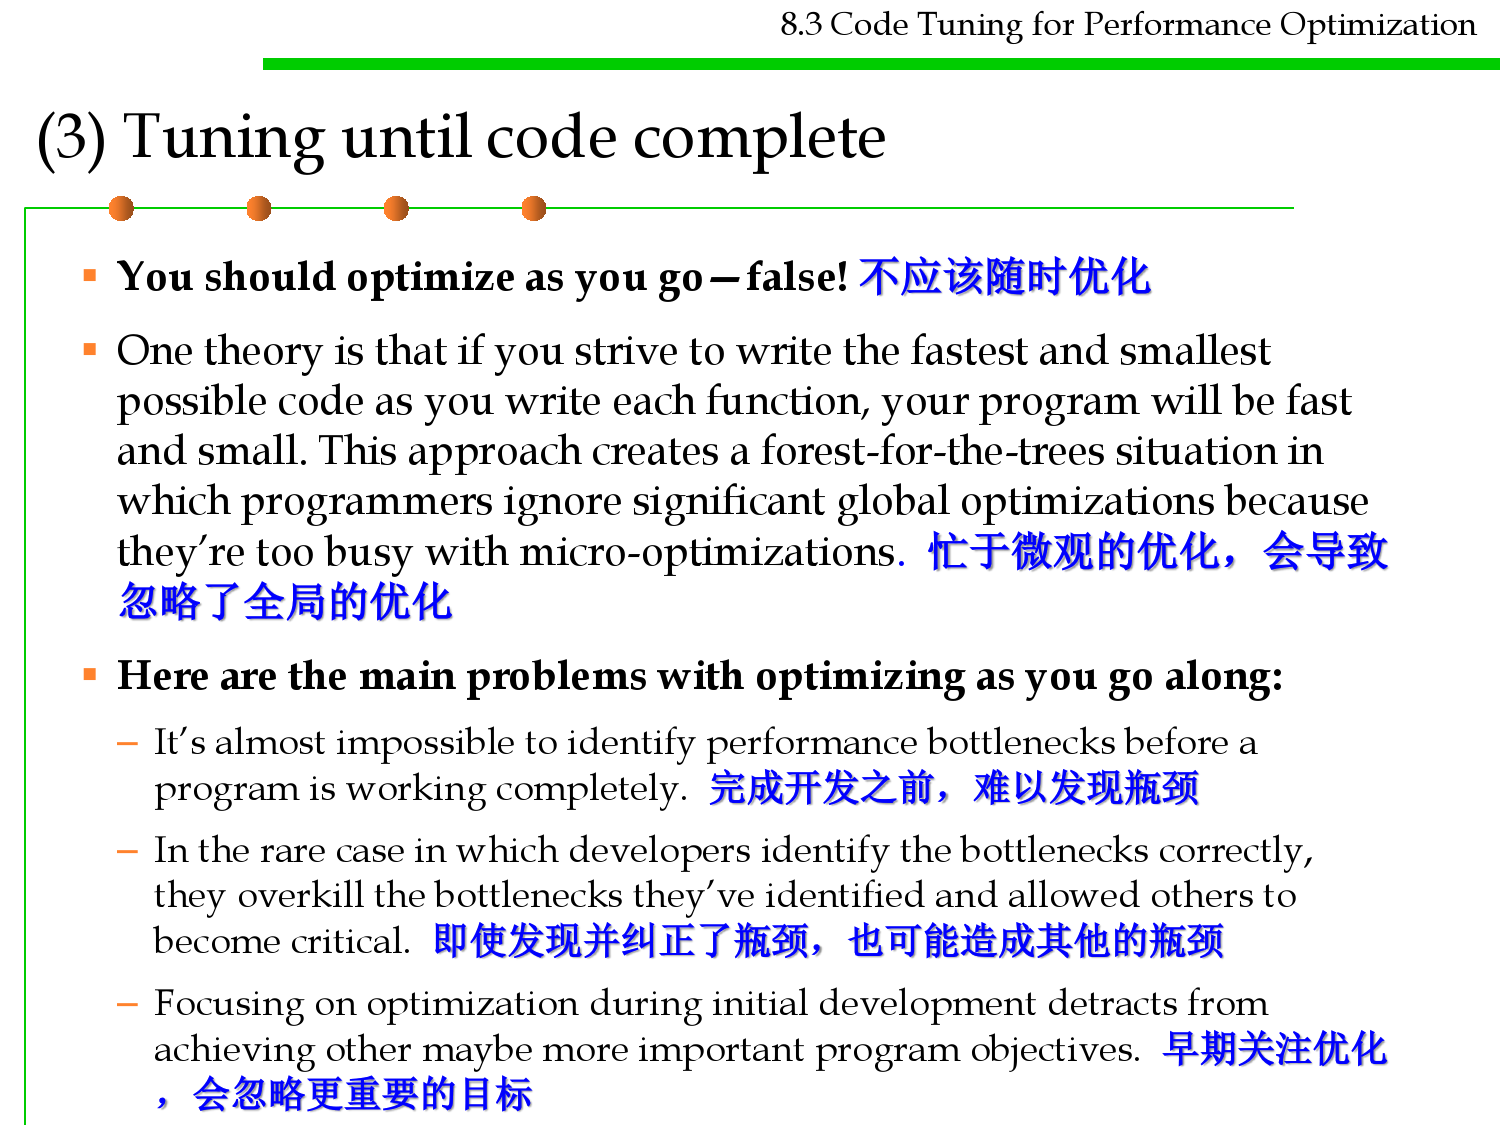 8.3 Code Tuning for Performance Optimization
(3) Tuning until code complete
▪ You should optimize as you go—false! 不应该随时优化
▪ One theory is that if you strive to write the fastest and smallest
possible code as you write each function, your program will be fast
and small. This approach creates a forest-for-the-trees situation in
which programmers ignore significant global optimizations because
they’re too busy with micro-optimizations. 忙于微观的优化，会导致
忽略了全局的优化
▪ Here are the main problems with optimizing as you go along:
– It’s almost impossible to identify performance bottlenecks before a
program is working completely. 完成开发之前，难以发现瓶颈
– In the rare case in which developers identify the bottlenecks correctly,
they overkill the bottlenecks they’ve identified and allowed others to
become critical. 即使发现并纠正了瓶颈，也可能造成其他的瓶颈
– Focusing on optimization during initial development detracts from
achieving other maybe more important program objectives. 早期关注优化
，会忽略更重要的目标